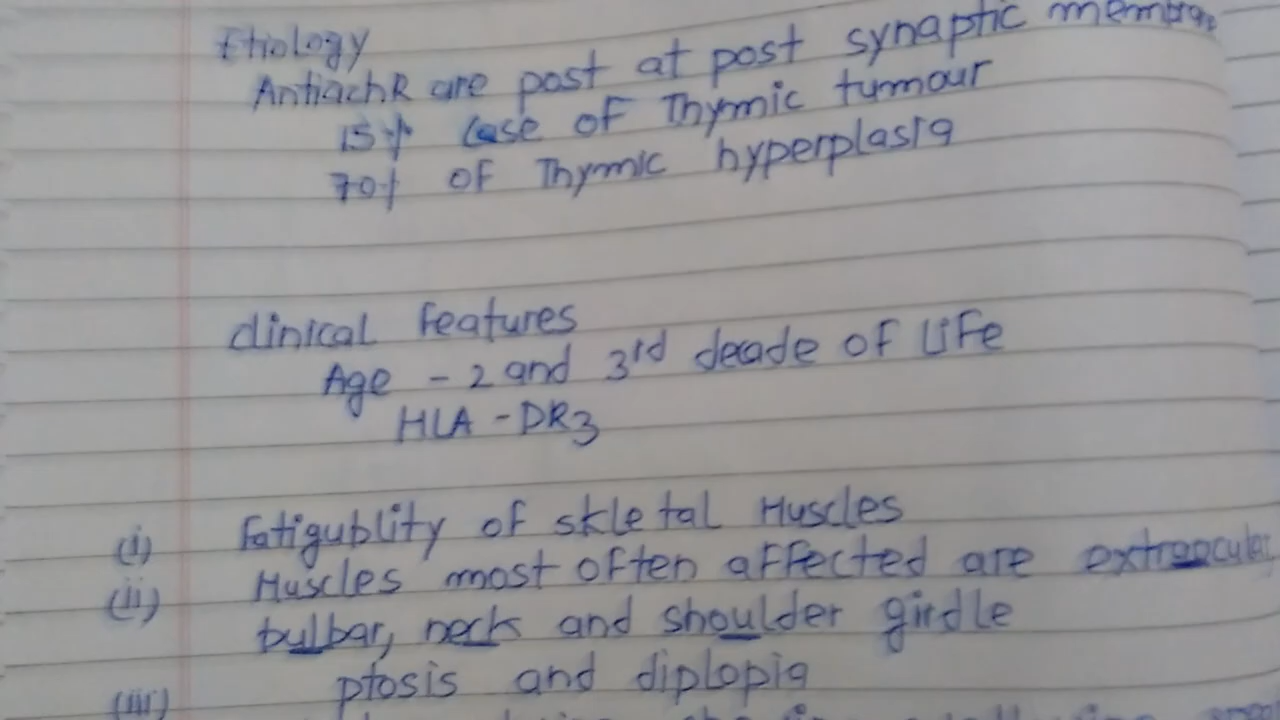 Etiology
AntiachR are post at post synaptic
15% case of Thymic tumour
70% of Thymic hyperplasia
clinical features
Age - 2 and 3rd decade of Life
HLA - DR3
(i) Fatigublity of skletal Muscles
(ii) Muscles most often affected are extraocular
bulbar, neck and shoulder girdle
(iii) ptosis and diplopia